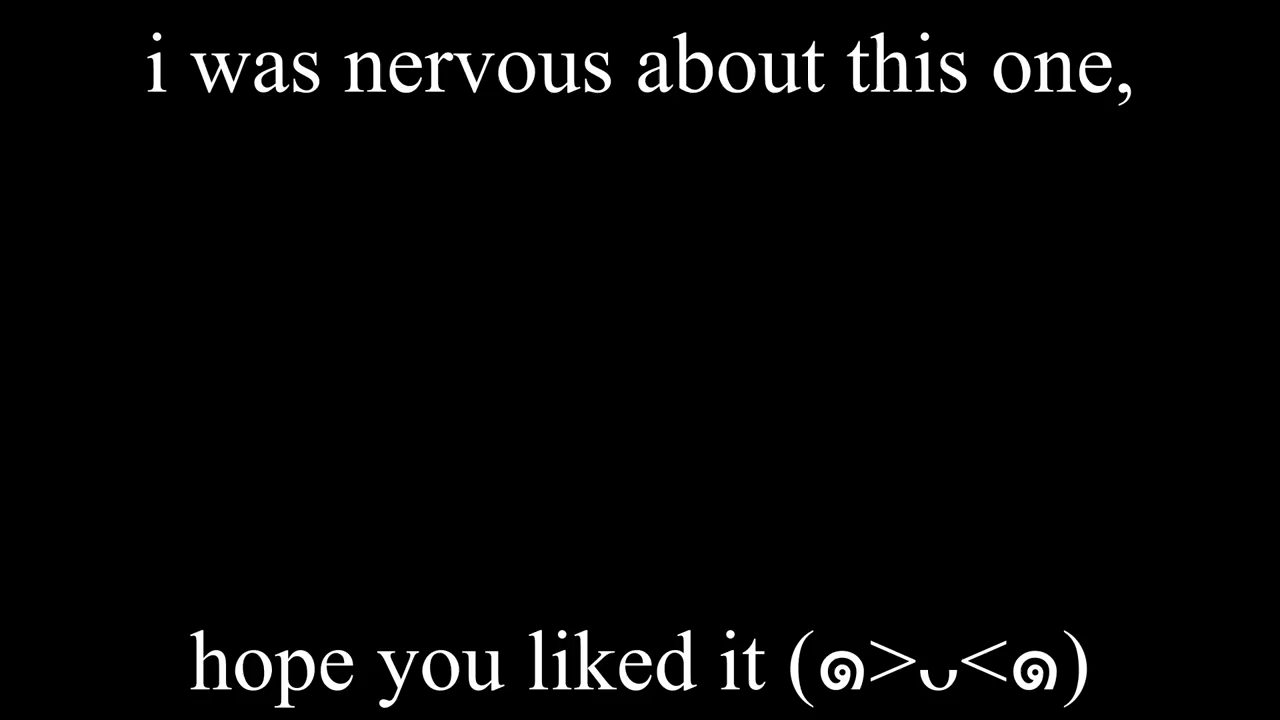 i was nervous about this one,
hope you liked it (๑>ᴗ<๑)